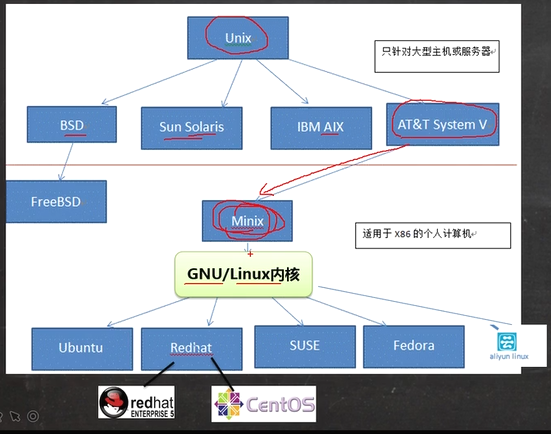 Unix
只针对大型主机或服务器
BSD
Sun Solaris
IBM AIX
AT&T System V
FreeBSD
Minix
适用于 X86 的个人计算机
GNU/Linux内核
Ubuntu
Redhat
SUSE
Fedora
aliyun linux
redhat
ENTERPRISE 5
CentOS